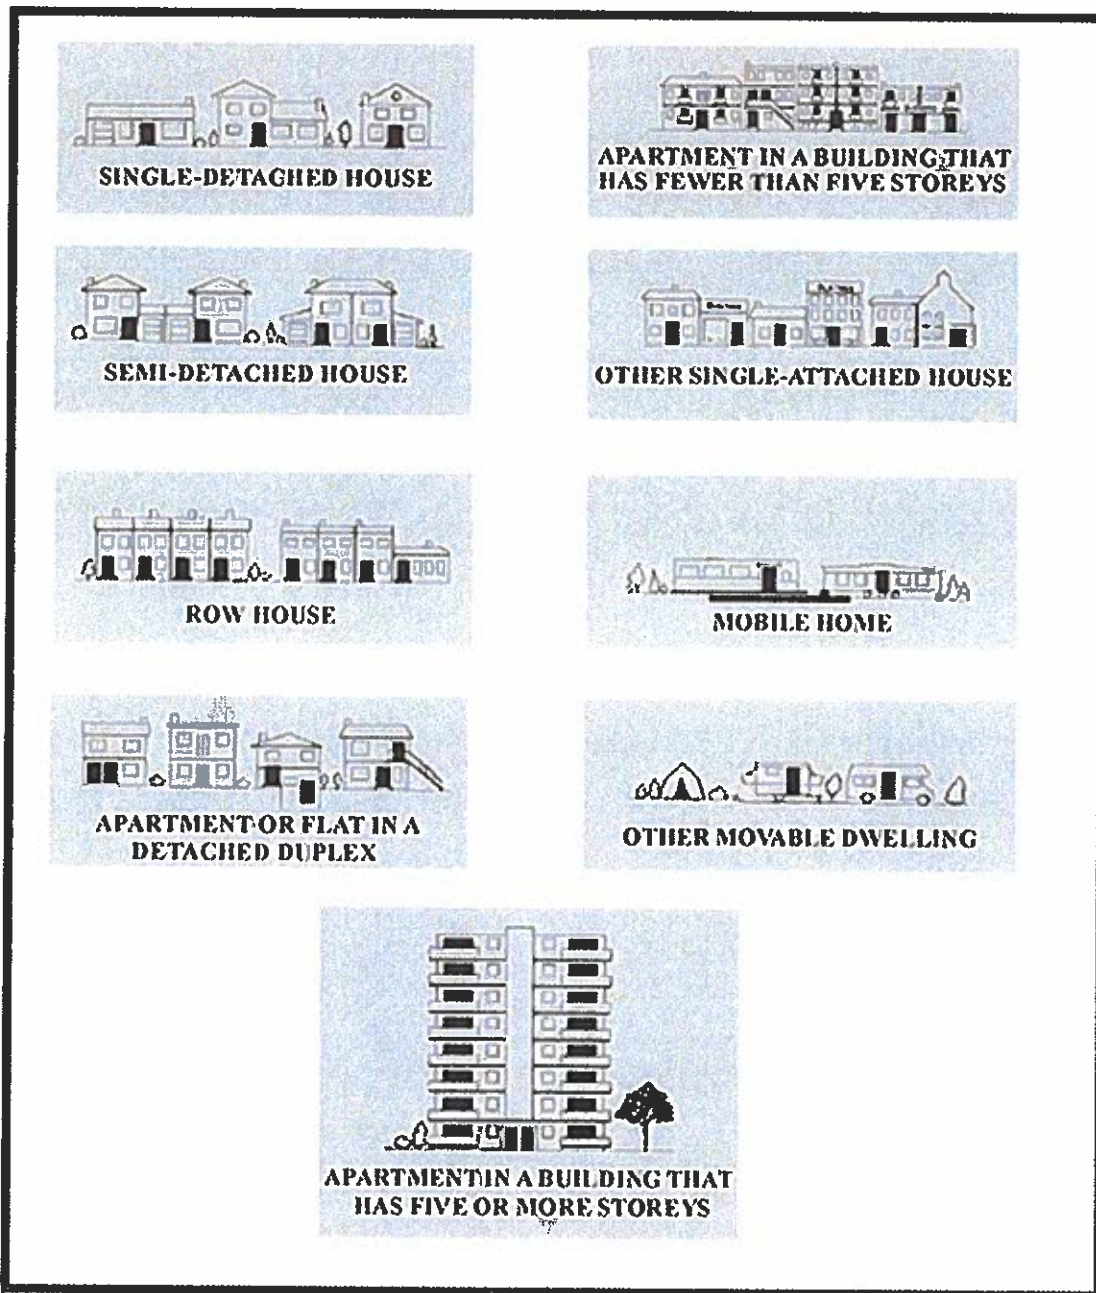 SINGLE-DETACHED HOUSE
APARTMENT IN A BUILDING THAT
HAS FEWER THAN FIVE STOREYS
SEMI-DETACHED HOUSE
OTHER SINGLE-ATTACHED HOUSE
ROW HOUSE
MOBILE HOME
APARTMENT OR FLAT IN A
DETACHED DUPLEX
OTHER MOVABLE DWELLING
APARTMENT IN A BUILDING THAT
HAS FIVE OR MORE STOREYS